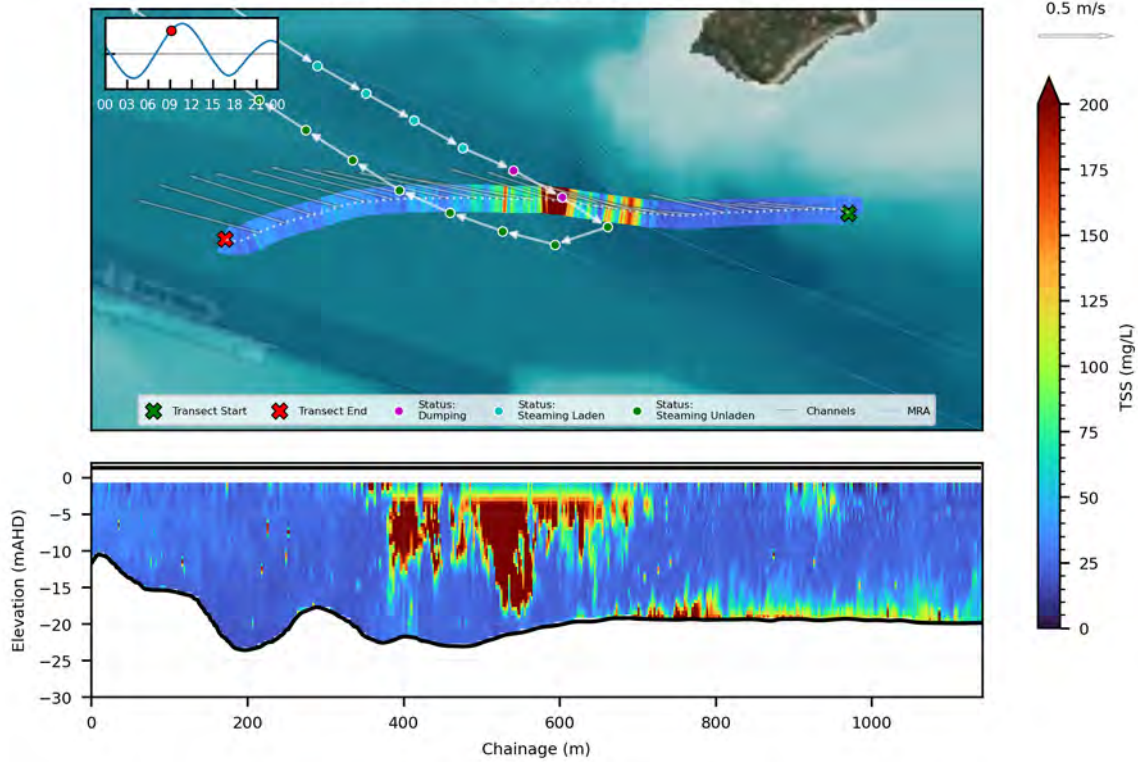 0.5 m/s
00 03 06 09 12 15 18 21 00
Transect Start
Transect End
Status:
Dumping
Status:
Steaming Laden
Status:
Steaming Unladen
Channels
MRA
200
175
150
125
100
75
50
25
0
TSS (mg/L)
0
−5
−10
−15
−20
−25
−30
Elevation (mAHD)
0
200
400
600
800
1000
Chainage (m)